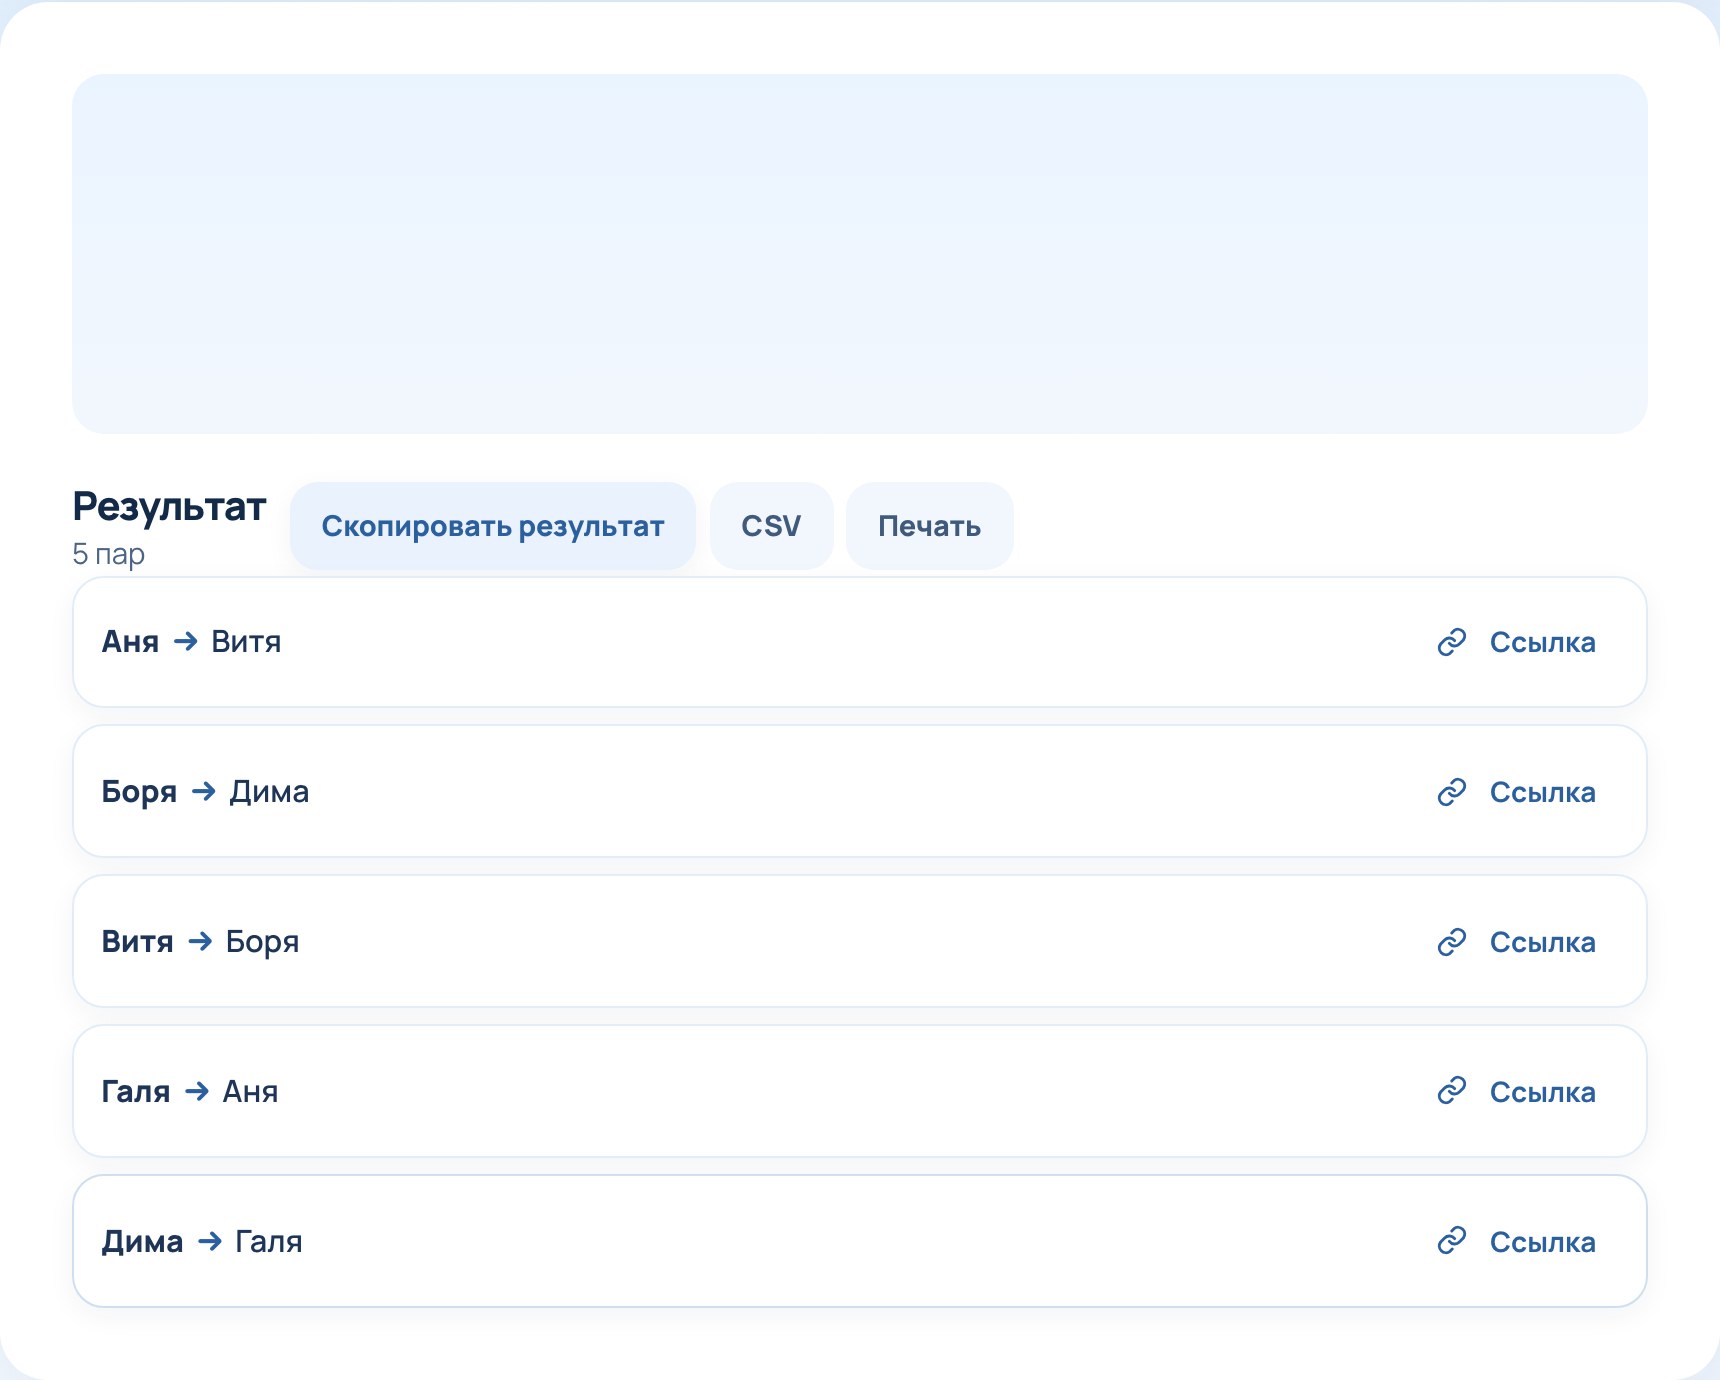 Результат
5 пар
Скопировать результат CSV Печать
Аня → Витя Ссылка
Боря → Дима Ссылка
Витя → Боря Ссылка
Галя → Аня Ссылка
Дима → Галя Ссылка